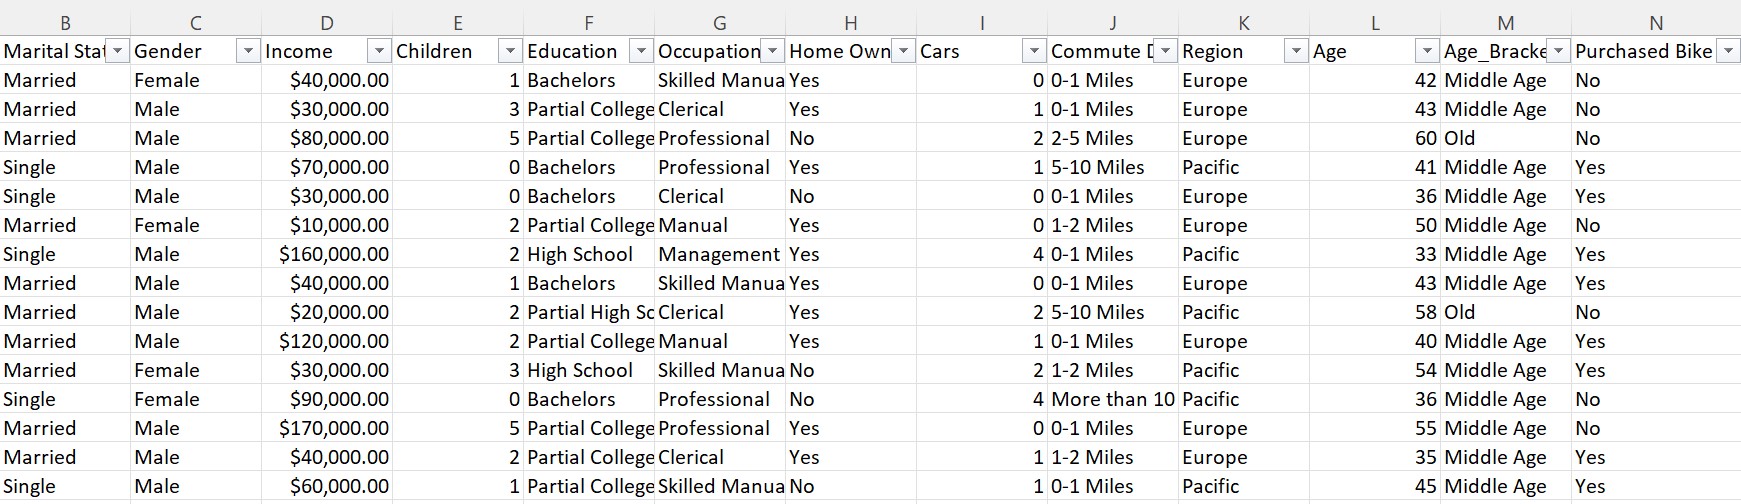 B C D E F G H I J K L M N
Marital Stat Gender Income Children Education Occupation Home Own Cars Commute D Region Age Age_Bracke Purchased Bike
Married Female $40,000.00 1 Bachelors Skilled Manua Yes 0 0-1 Miles Europe 42 Middle Age No
Married Male $30,000.00 3 Partial College Clerical Yes 1 0-1 Miles Europe 43 Middle Age No
Married Male $80,000.00 5 Partial College Professional No 2 2-5 Miles Europe 60 Old No
Single Male $70,000.00 0 Bachelors Professional Yes 1 5-10 Miles Pacific 41 Middle Age Yes
Single Male $30,000.00 0 Bachelors Clerical No 0 0-1 Miles Europe 36 Middle Age Yes
Married Female $10,000.00 2 Partial College Manual Yes 0 1-2 Miles Europe 50 Middle Age No
Single Male $160,000.00 2 High School Management Yes 4 0-1 Miles Pacific 33 Middle Age Yes
Married Male $40,000.00 1 Bachelors Skilled Manua Yes 0 0-1 Miles Europe 43 Middle Age Yes
Married Male $20,000.00 2 Partial High Sc Clerical Yes 2 5-10 Miles Pacific 58 Old No
Married Male $120,000.00 2 Partial College Manual Yes 1 0-1 Miles Europe 40 Middle Age Yes
Married Female $30,000.00 3 High School Skilled Manua No 2 1-2 Miles Pacific 54 Middle Age Yes
Single Female $90,000.00 0 Bachelors Professional No 4 More than 10 Pacific 36 Middle Age No
Married Male $170,000.00 5 Partial College Professional Yes 0 0-1 Miles Europe 55 Middle Age No
Married Male $40,000.00 2 Partial College Clerical Yes 1 1-2 Miles Europe 35 Middle Age Yes
Single Male $60,000.00 1 Partial College Skilled Manua No 1 0-1 Miles Pacific 45 Middle Age Yes